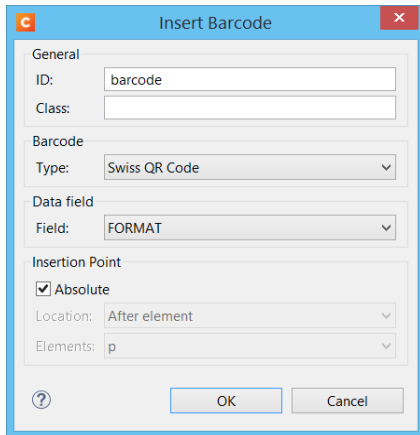 C Insert Barcode
General
ID: barcode
Class:
Barcode
Type: Swiss QR Code
Data field
Field: FORMAT
Insertion Point
Absolute
Location: After element
Elements: p
? OK Cancel